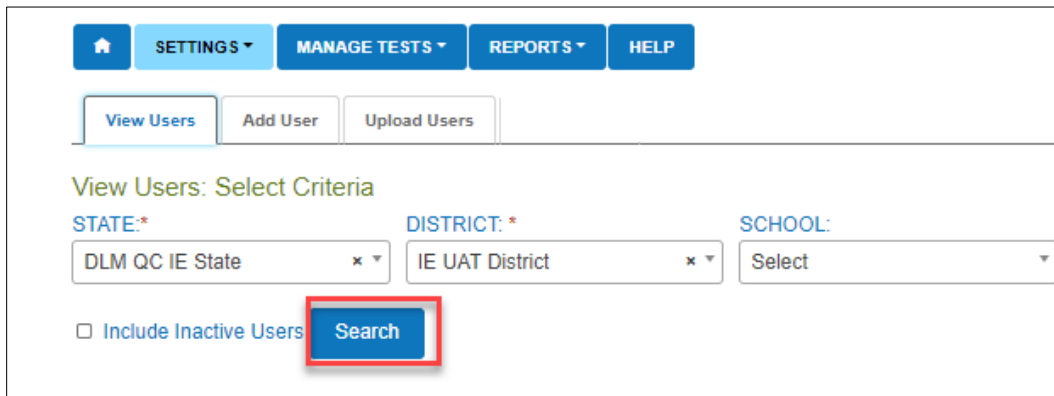 SETTINGS MANAGE TESTS REPORTS HELP
View Users Add User Upload Users
View Users: Select Criteria
STATE:* DISTRICT: * SCHOOL:
DLM QC IE State × IE UAT District × Select
Include Inactive Users Search